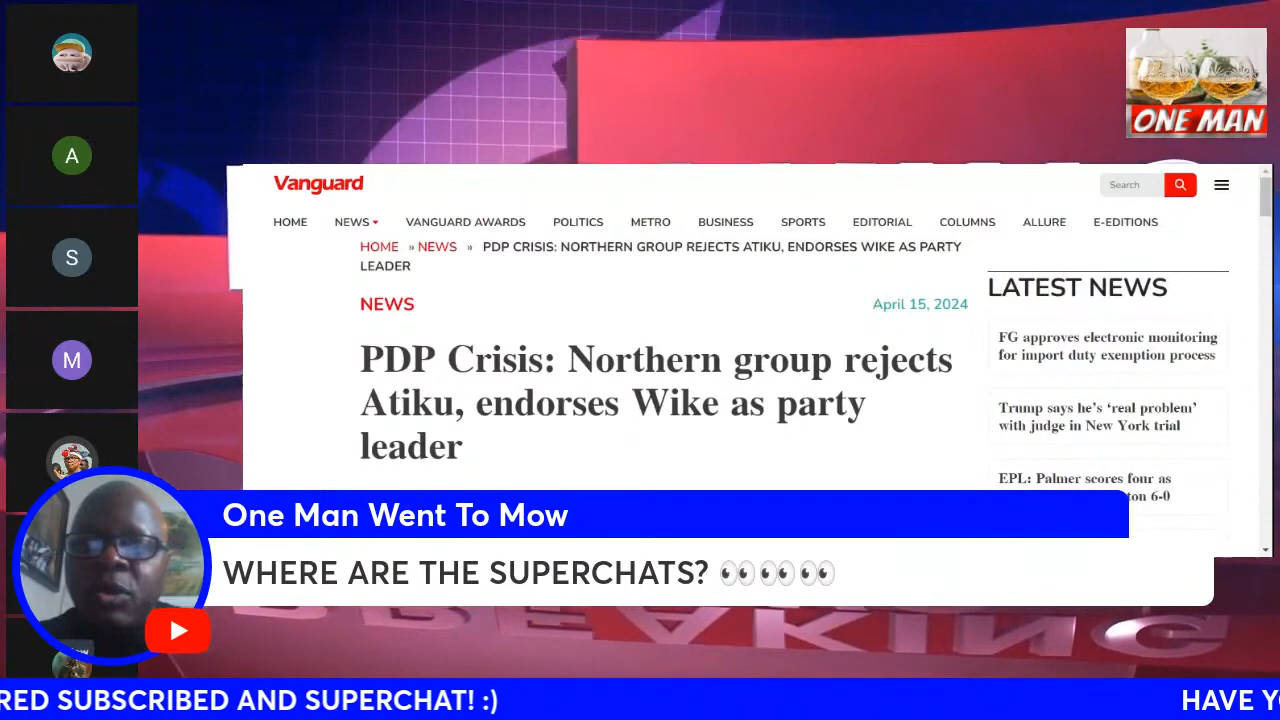 ONE MAN
Vanguard
Search
HOME NEWS VANGUARD AWARDS POLITICS METRO BUSINESS SPORTS EDITORIAL COLUMNS ALLURE E-EDITIONS
HOME » NEWS » PDP CRISIS: NORTHERN GROUP REJECTS ATIKU, ENDORSES WIKE AS PARTY
LEADER
NEWS
April 15, 2024
PDP Crisis: Northern group rejects
Atiku, endorses Wike as party
leader
LATEST NEWS
FG approves electronic monitoring
for import duty exemption process
Trump says he’s ‘real problem’
with judge in New York trial
EPL: Palmer scores four as
6-0
A
S
M
One Man Went To Mow
WHERE ARE THE SUPERCHATS? 👀👀👀
SUBSCRIBED AND SUPERCHAT! :)
HAVE